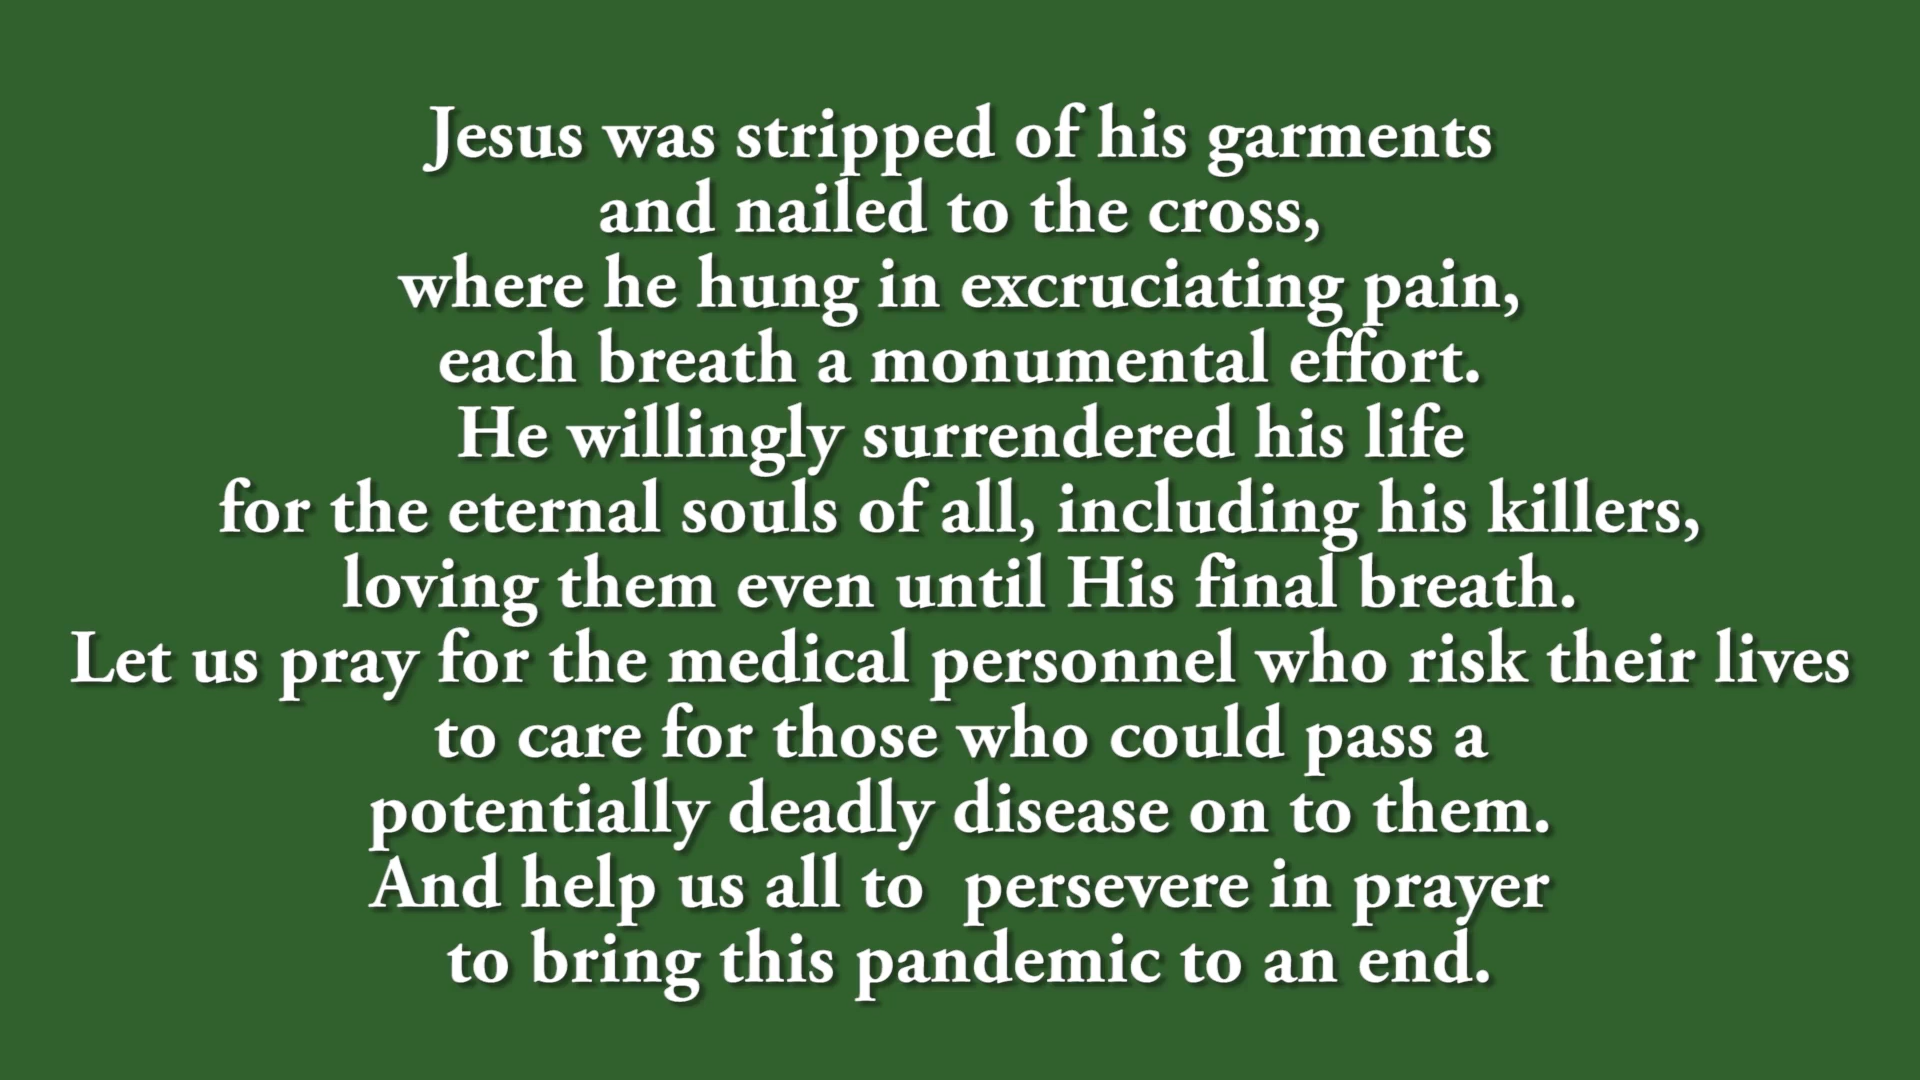 Jesus was stripped of his garments
and nailed to the cross,
where he hung in excruciating pain,
each breath a monumental effort.
He willingly surrendered his life
for the eternal souls of all, including his killers,
loving them even until His final breath.
Let us pray for the medical personnel who risk their lives
to care for those who could pass a
potentially deadly disease on to them.
And help us all to  persevere in prayer
to bring this pandemic to an end.